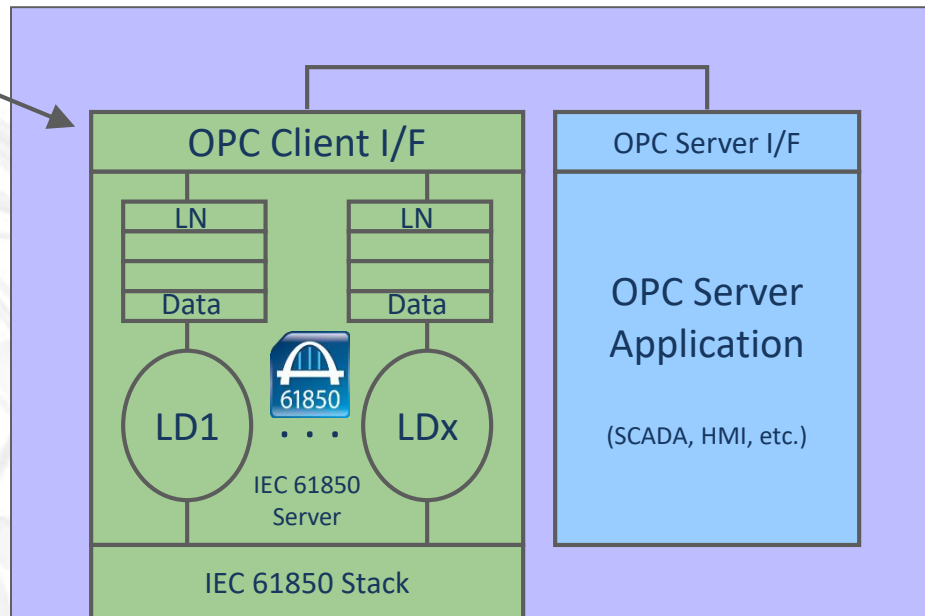 OPC Client I/F
OPC Server I/F
LN
LN
Data
Data
OPC Server
Application
(SCADA, HMI, etc.)
61850
LD1
. . .
LDx
IEC 61850
Server
IEC 61850 Stack